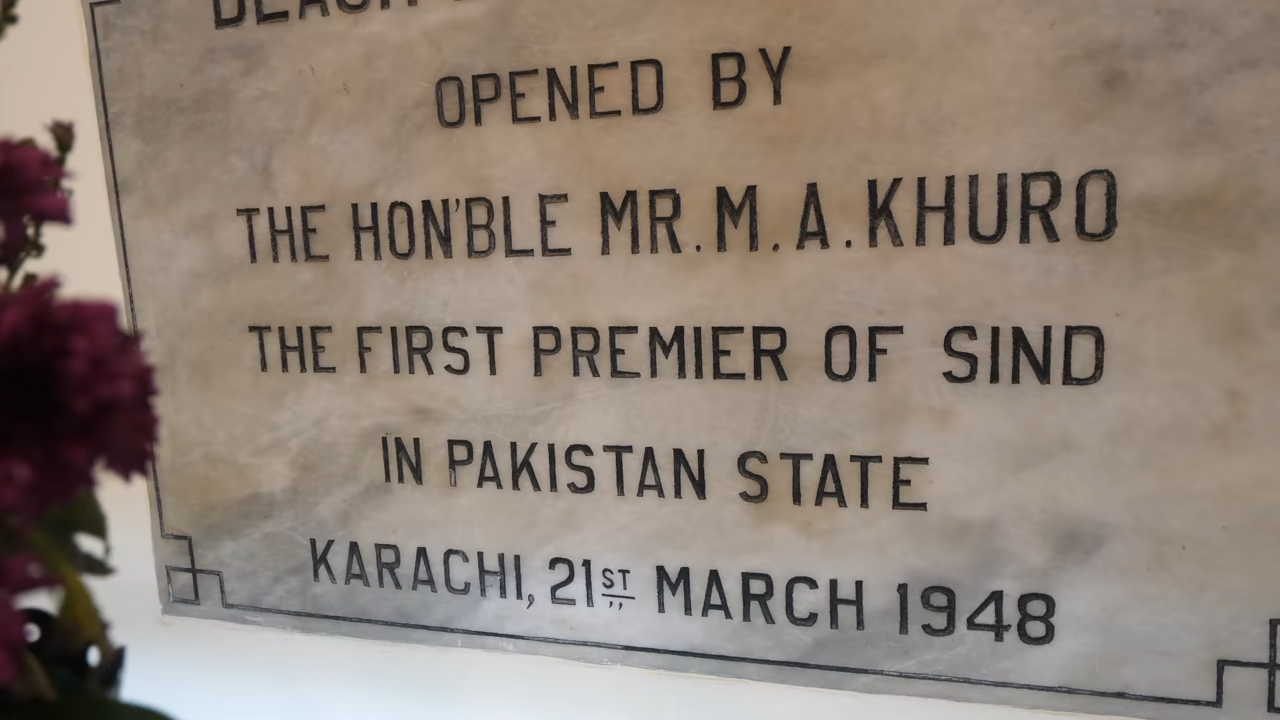 OPENED BY
THE HON'BLE MR. M. A. KHURO
THE FIRST PREMIER OF SIND
IN PAKISTAN STATE
KARACHI, 21ST MARCH 1948